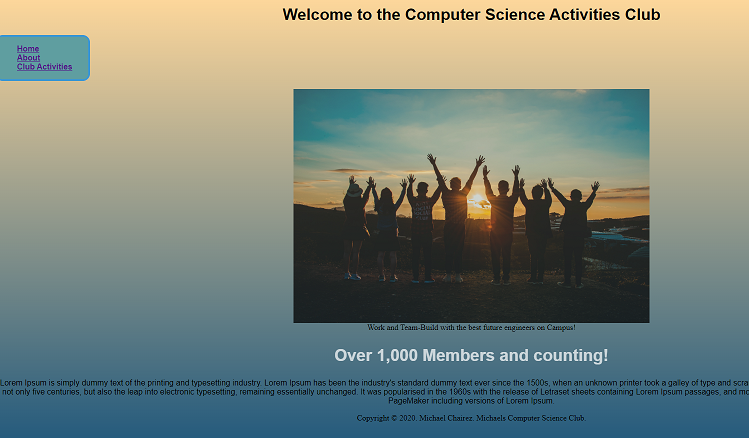 Welcome to the Computer Science Activities Club
Home
About
Club Activities
Work and Team-Build with the best future engineers on Campus!
Over 1,000 Members and counting!
Lorem Ipsum is simply dummy text of the printing and typesetting industry. Lorem Ipsum has been the industry's standard dummy text ever since the 1500s, when an unknown printer took a galley of type and
not only five centuries, but also the leap into electronic typesetting, remaining essentially unchanged. It was popularised in the 1960s with the release of Letraset sheets containing Lorem Ipsum passages, and
PageMaker including versions of Lorem Ipsum.
Copyright © 2020. Michael Chairez. Michaels Computer Science Club.